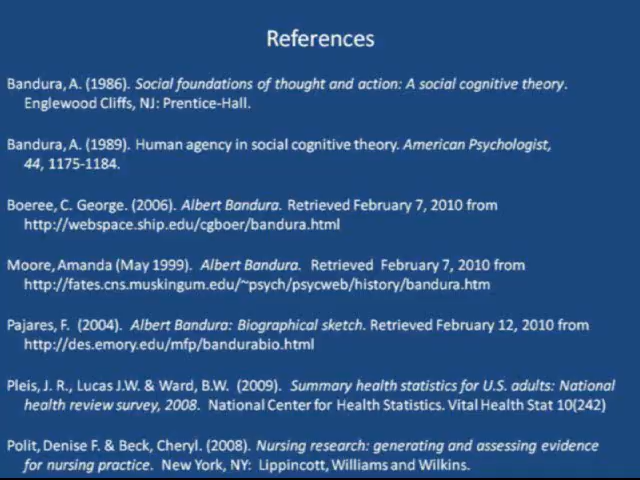 References
Bandura, A. (1986). Social foundations of thought and action: A social cognitive theory.
Englewood Cliffs, NJ: Prentice-Hall.
Bandura, A. (1989). Human agency in social cognitive theory. American Psychologist,
44, 1175-1184.
Boeree, C. George. (2006). Albert Bandura. Retrieved February 7, 2010 from
http://webspace.ship.edu/cgboer/bandura.html
Moore, Amanda (May 1999). Albert Bandura. Retrieved February 7, 2010 from
http://fates.cns.muskingum.edu/~psych/psycweb/history/bandura.htm
Pajares, F. (2004). Albert Bandura: Biographical sketch. Retrieved February 12, 2010 from
http://des.emory.edu/mfp/bandurabio.html
Pleis, J. R., Lucas J.W. & Ward, B.W. (2009). Summary health statistics for U.S. adults: National
health review survey, 2008. National Center for Health Statistics. Vital Health Stat 10(242)
Polit, Denise F. & Beck, Cheryl. (2008). Nursing research: generating and assessing evidence
for nursing practice. New York, NY: Lippincott, Williams and Wilkins.